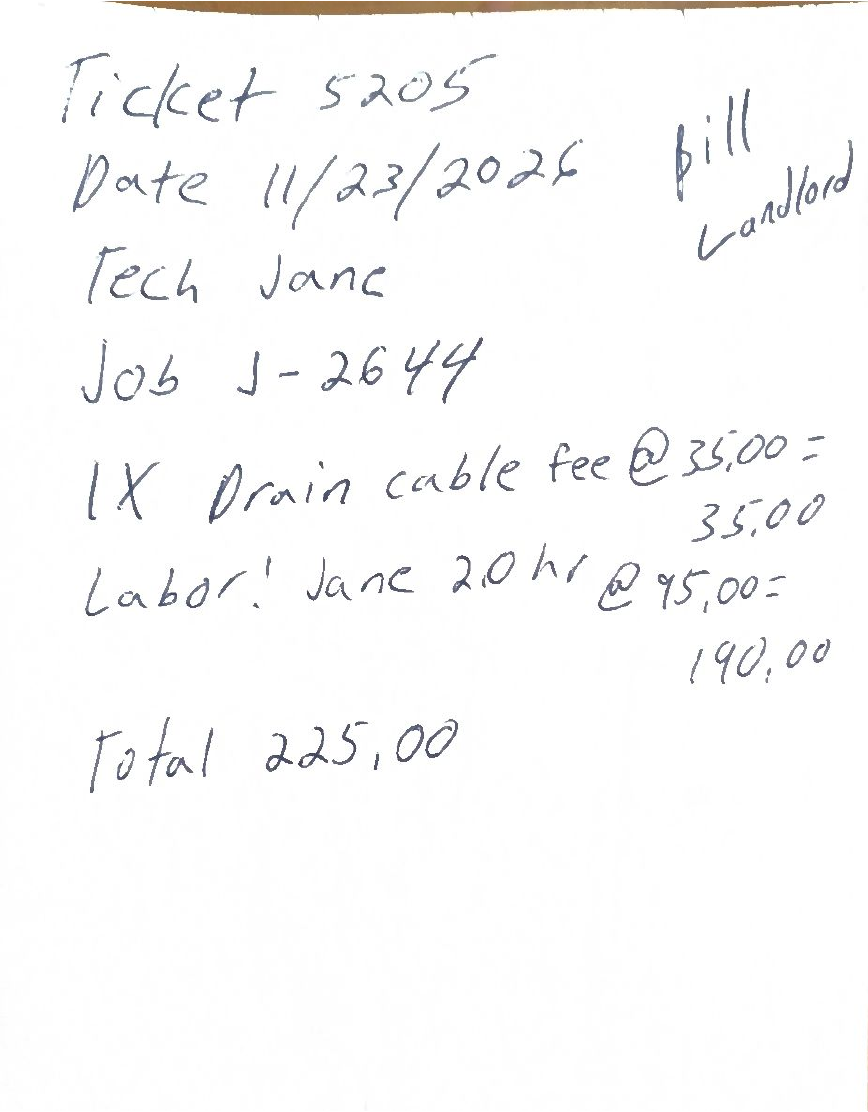 Ticket 5205
Date 11/23/2026
Bill
Landlord
Tech Jane
Job J-2644
1X Drain cable fee @ 35.00 =
35.00
Labor: Jane 2.0 hr @ 95.00 =
190.00
Total 225.00